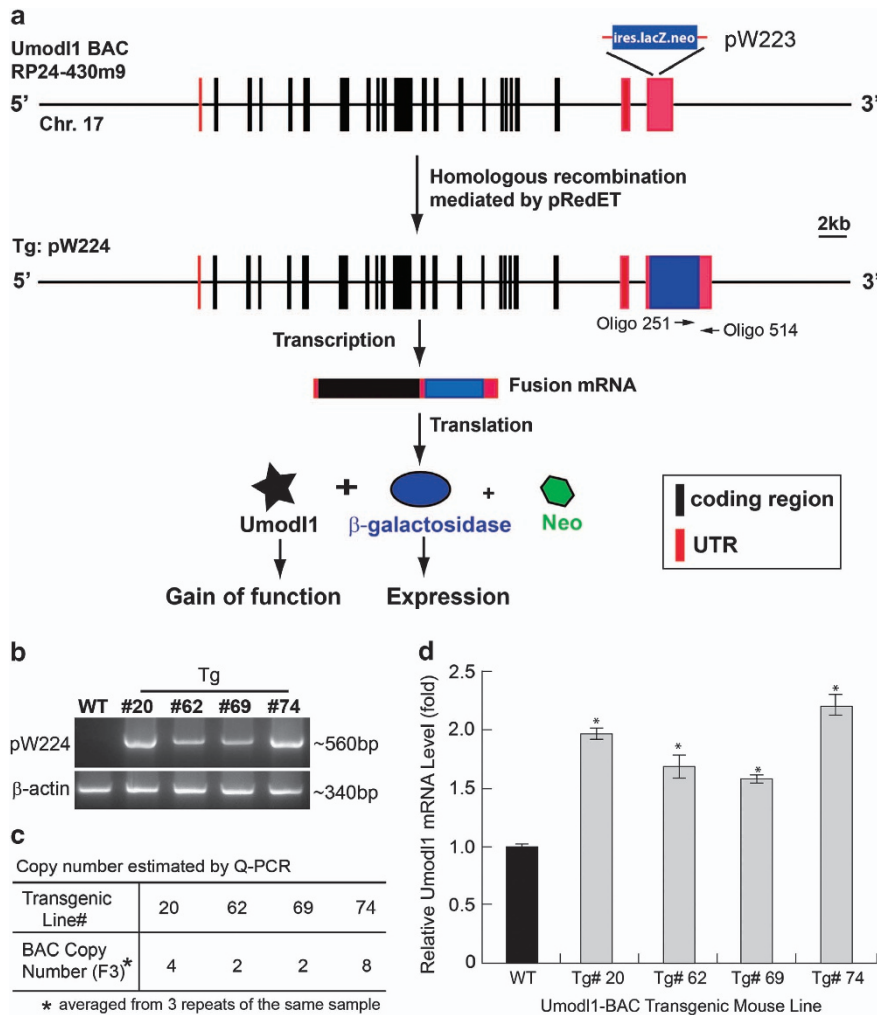 a
Umodl1 BAC
RP24-430m9
ires.lacZ.neo
pW223
5’
3’
Chr. 17
Homologous recombination
mediated by pRedET
2kb
Tg: pW224
5’
3’
Oligo 251
Oligo 514
Transcription
Fusion mRNA
Translation
+
+
Umodl1
β-galactosidase
Neo
coding region
UTR
Gain of function
Expression
b
Tg
WT #20 #62 #69 #74
pW224
~560bp
β-actin
~340bp
c
Copy number estimated by Q-PCR
Transgenic
Line#
20 62 69 74
BAC Copy
Number (F3)*
4 2 2 8
* averaged from 3 repeats of the same sample
d
Relative Umodl1 mRNA Level (fold)
2.5
2.0
1.5
1.0
0.5
0
*
*
*
*
WT Tg# 20 Tg# 62 Tg# 69 Tg# 74
Umodl1-BAC Transgenic Mouse Line